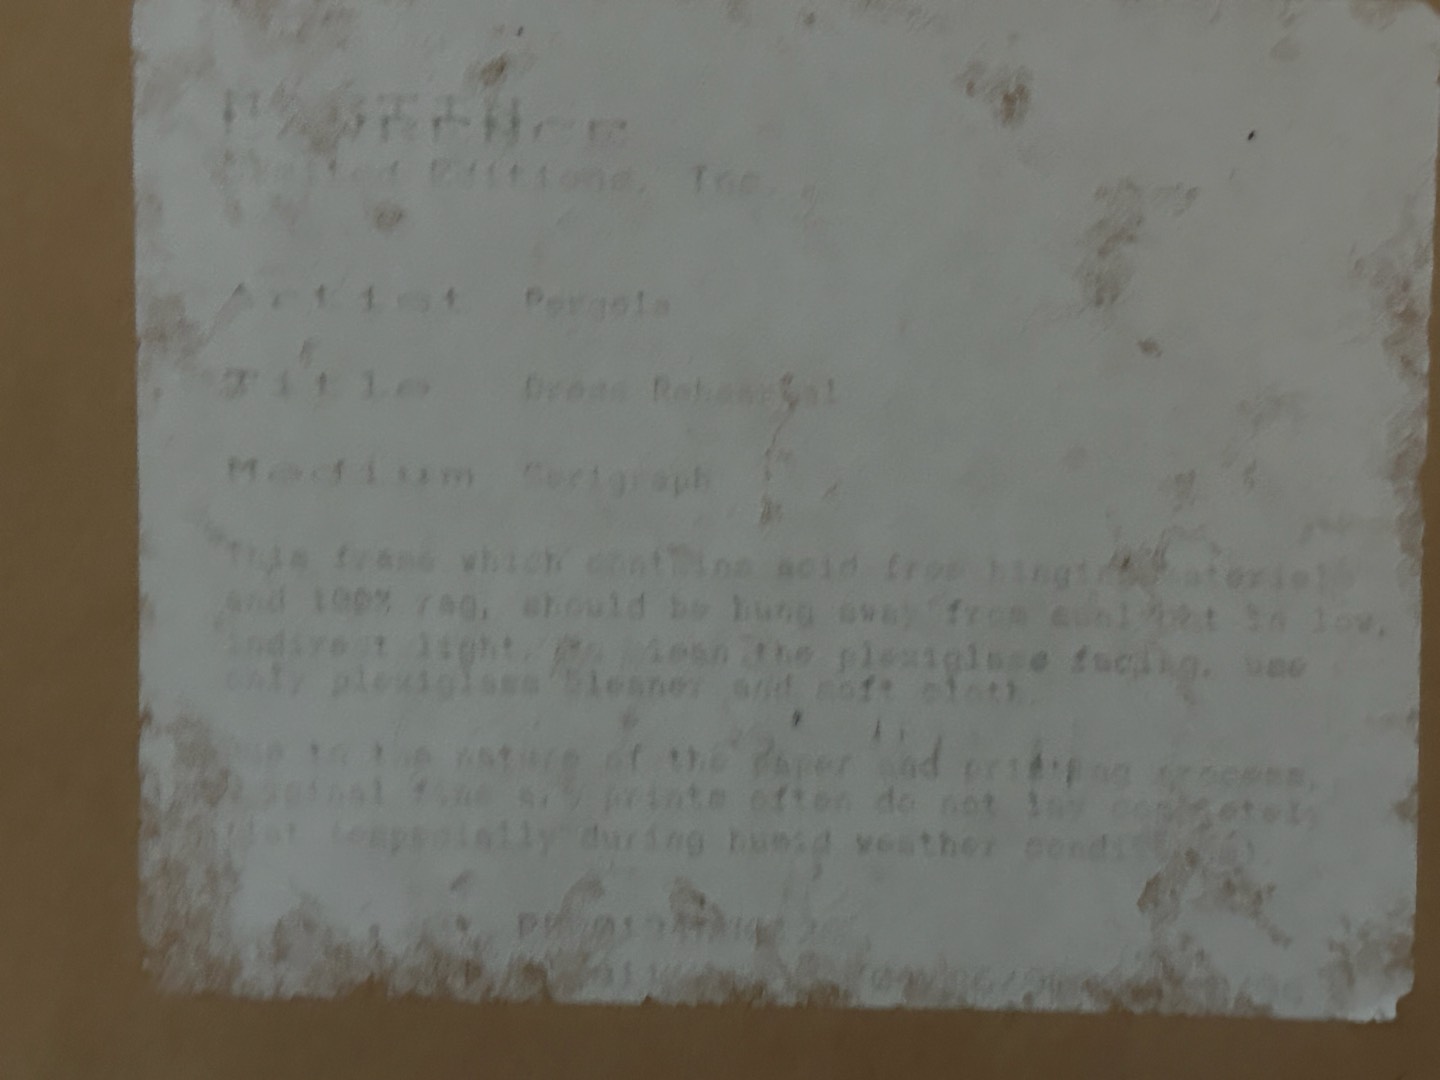 Limited Editions, Inc.
Artist Pergola
Title Dress Rehearsal
Medium Serigraph
This frame which contains acid free hinging materials
and 100% rag, should be hung away from sunlight in low,
indirect light. To clean the plexiglass facing, use
only plexiglass cleaner and soft cloth.
Due to the nature of the paper and printing process,
original fine art prints often do not lay completely
flat (especially during humid weather conditions).